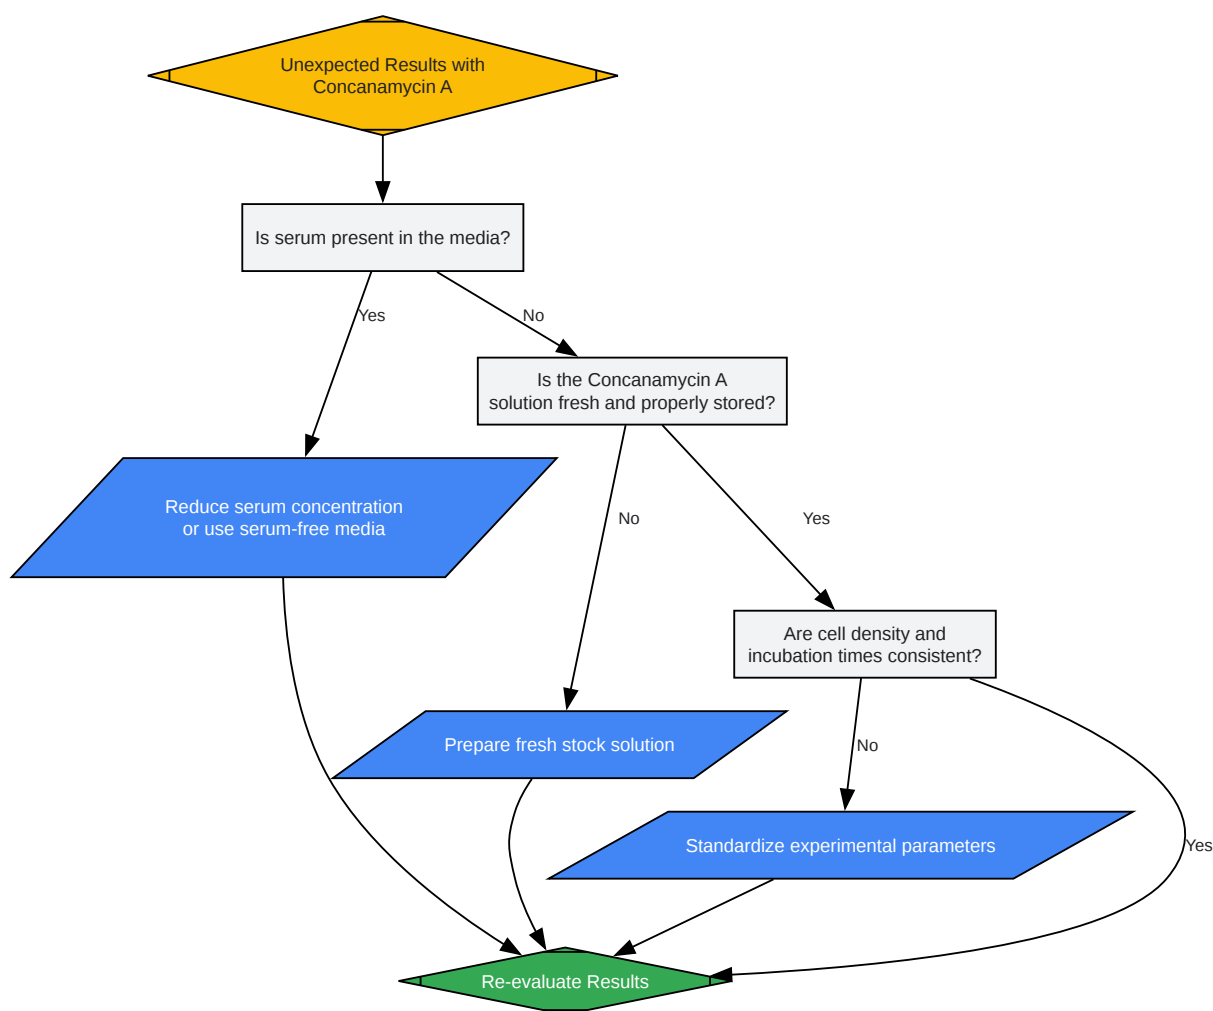 Unexpected Results with
Concanamycin A
Is serum present in the media?
Yes
No
Is the Concanamycin A
solution fresh and properly stored?
Reduce serum concentration
or use serum-free media
No
Yes
Are cell density and
incubation times consistent?
Prepare fresh stock solution
No
Standardize experimental parameters
Yes
Re-evaluate Results